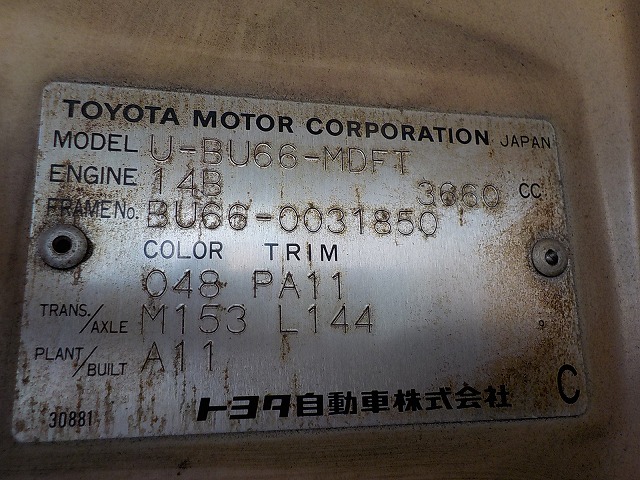 TOYOTA MOTOR CORPORATION JAPAN
MODEL U-BU66-MDFT
ENGINE 14B 3660 CC
FRAME No. BU66-0031850
COLOR TRIM
048 PA11
TRANS./AXLE M153 L144
9
PLANT/BUILT A11
C
トヨタ自動車株式会社
30881